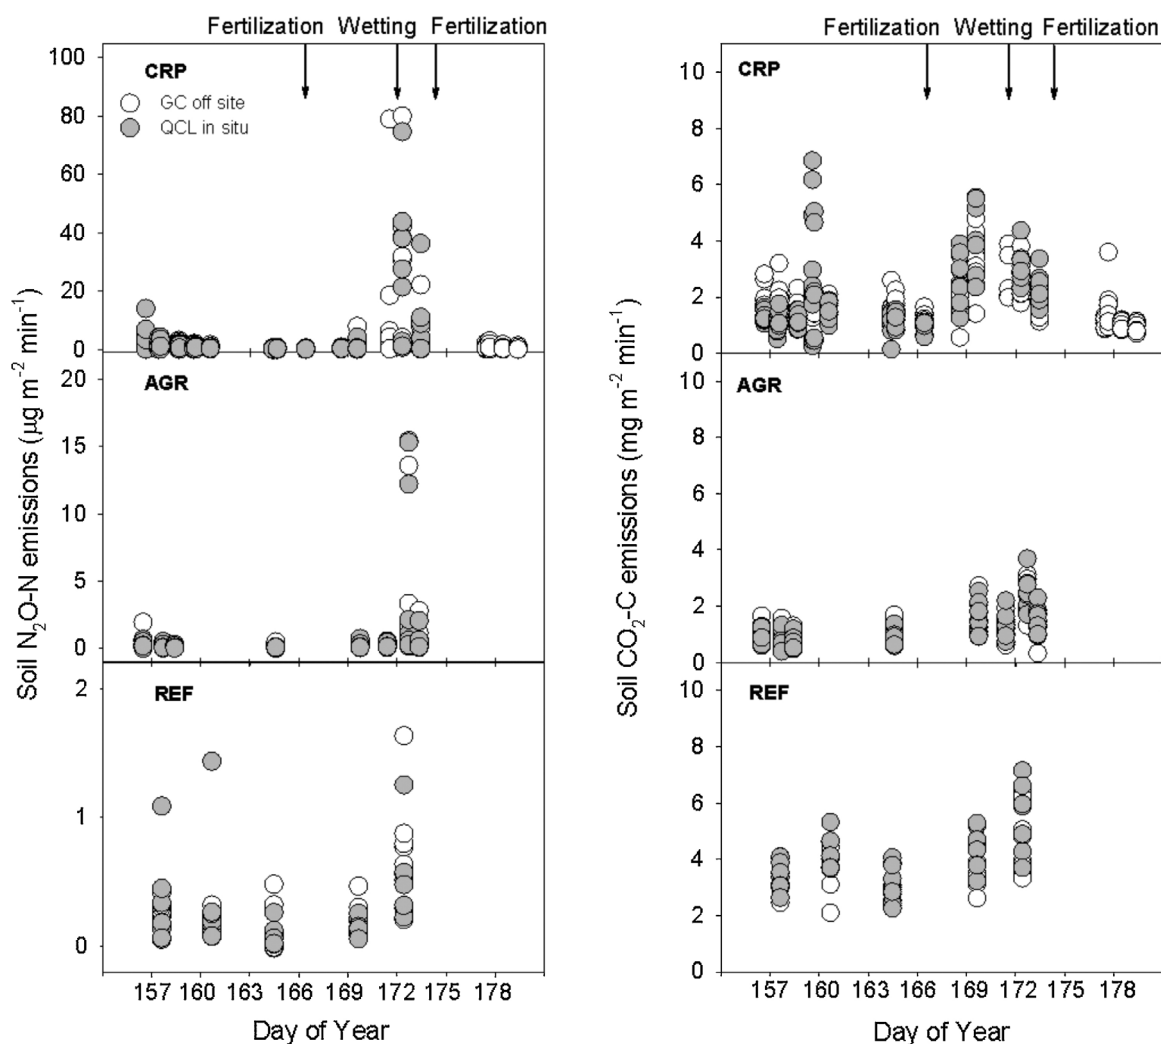 Fertilization Wetting Fertilization
100
CRP
GC off site
QCL in situ
80
60
40
20
0
20
AGR
15
10
5
0
2
REF
1
0
157 160 163 166 169 172 175 178
Day of Year
Soil N₂O-N emissions (µg m⁻² min⁻¹)
Fertilization Wetting Fertilization
10
CRP
8
6
4
2
0
10
AGR
8
6
4
2
0
10
REF
8
6
4
2
0
157 160 163 166 169 172 175 178
Day of Year
Soil CO₂-C emissions (mg m⁻² min⁻¹)